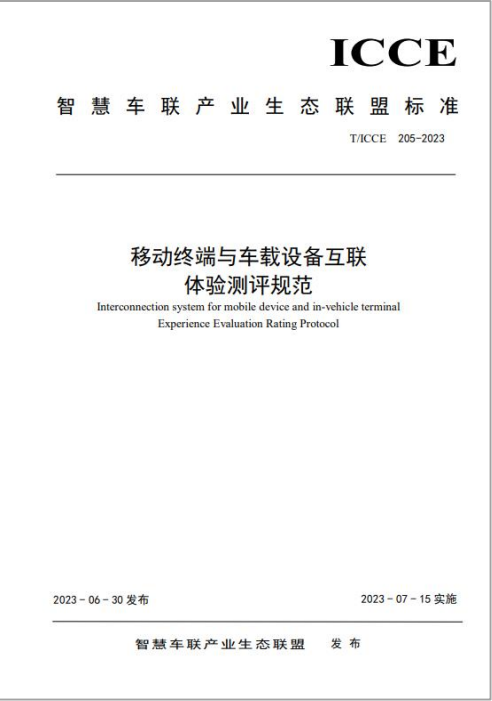 ICCE
智慧车联产业生态联盟标准
T/ICCE 205-2023
移动终端与车载设备互联
体验测评规范
Interconnection system for mobile device and in-vehicle terminal
Experience Evaluation Rating Protocol
2023-06-30 发布
2023-07-15 实施
智慧车联产业生态联盟 发布